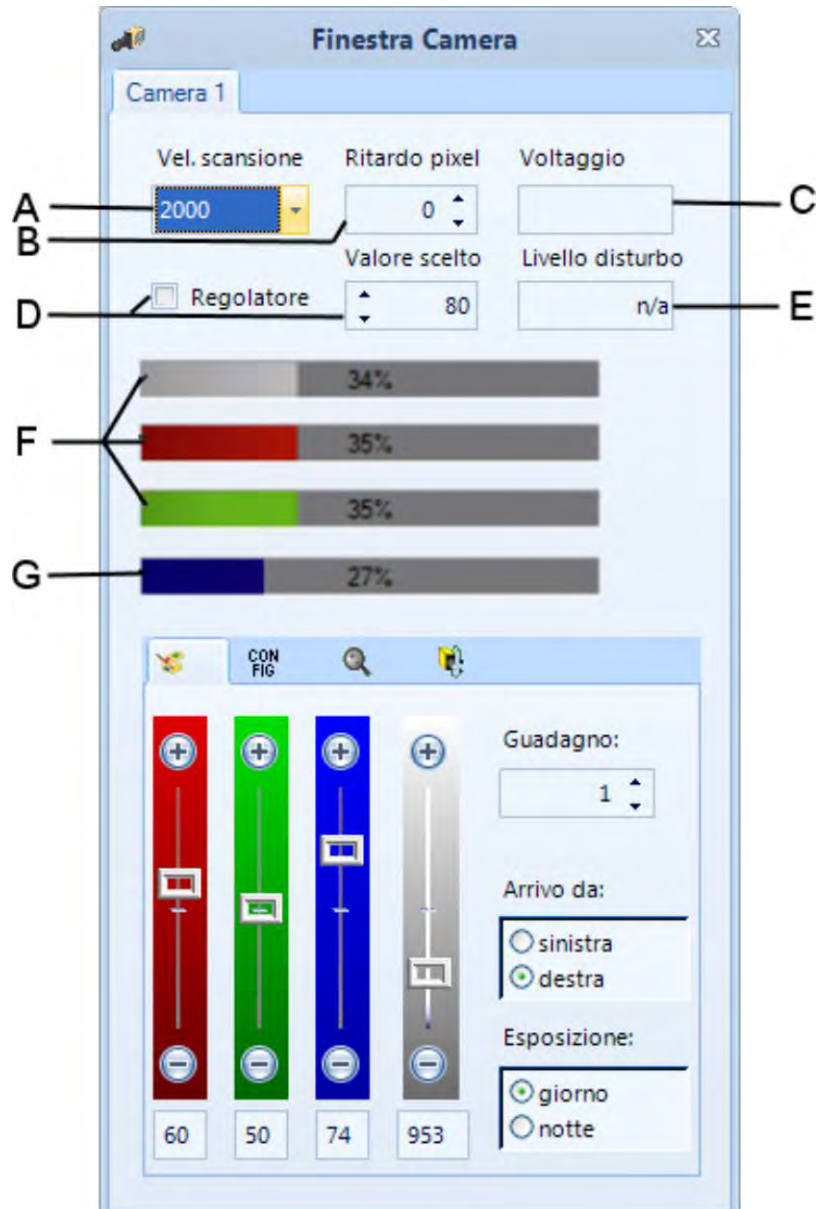 Finestra Camera
Camera 1
Vel. scansione Ritardo pixel Voltaggio
A 2000 0 C
B
Valore scelto Livello disturbo
D Regolatore 80 n/a E
34%
F 35%
35%
G 27%
CON
FIG
Guadagno:
1
Arrivo da:
sinistra
destra
Esposizione:
giorno
notte
60 50 74 953